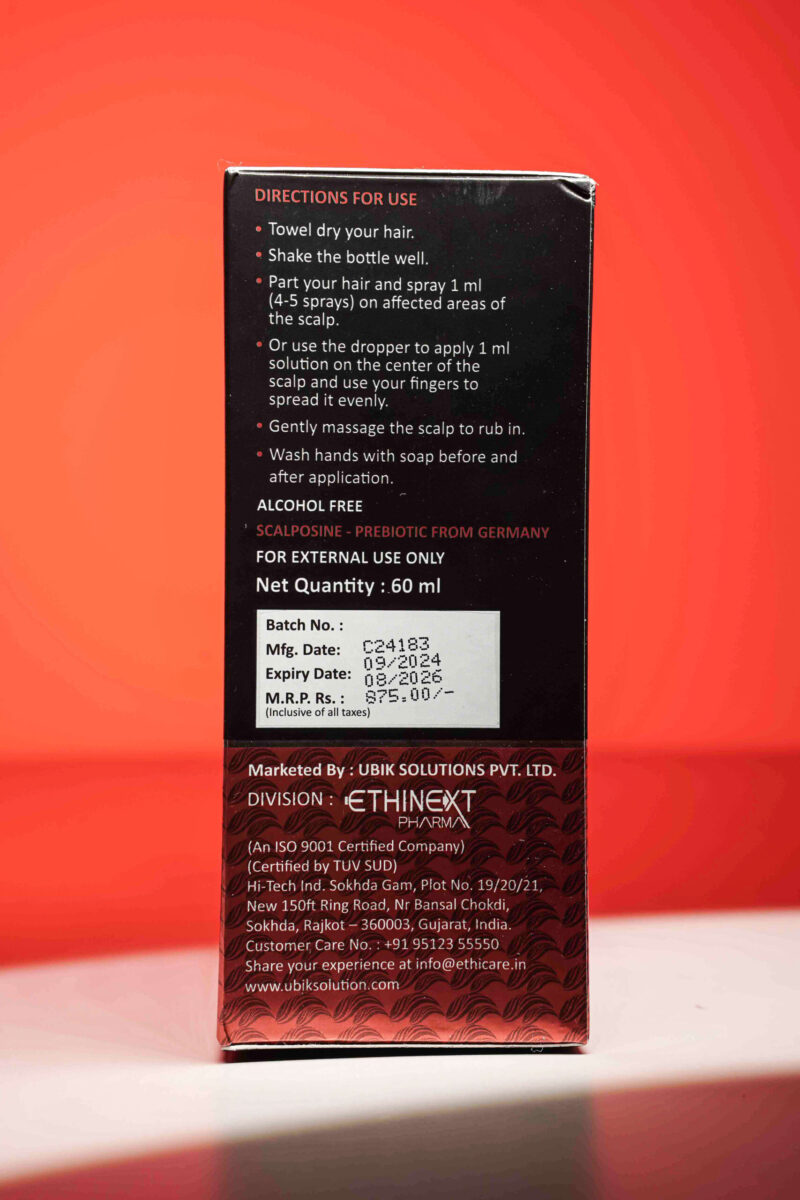 DIRECTIONS FOR USE
• Towel dry your hair.
• Shake the bottle well.
• Part your hair and spray 1 ml
(4-5 sprays) on affected areas of
the scalp.
• Or use the dropper to apply 1 ml
solution on the center of the
scalp and use your fingers to
spread it evenly.
• Gently massage the scalp to rub in.
• Wash hands with soap before and
after application.
ALCOHOL FREE
SCALPOSINE - PREBIOTIC FROM GERMANY
FOR EXTERNAL USE ONLY
Net Quantity : 60 ml
Batch No. : C24183
Mfg. Date: 09/2024
Expiry Date: 08/2026
M.R.P. Rs. : 875.00/-
(Inclusive of all taxes)
Marketed By : UBIK SOLUTIONS PVT. LTD.
DIVISION : ETHINEXT
PHARMA
(An ISO 9001 Certified Company)
(Certified by TUV SUD)
Hi-Tech Ind. Sokhda Gam, Plot No. 19/20/21,
New 150ft Ring Road, Nr Bansal Chokdi,
Sokhda, Rajkot – 360003, Gujarat, India.
Customer Care No. : +91 95123 55550
Share your experience at info@ethicare.in
www.ubiksolution.com